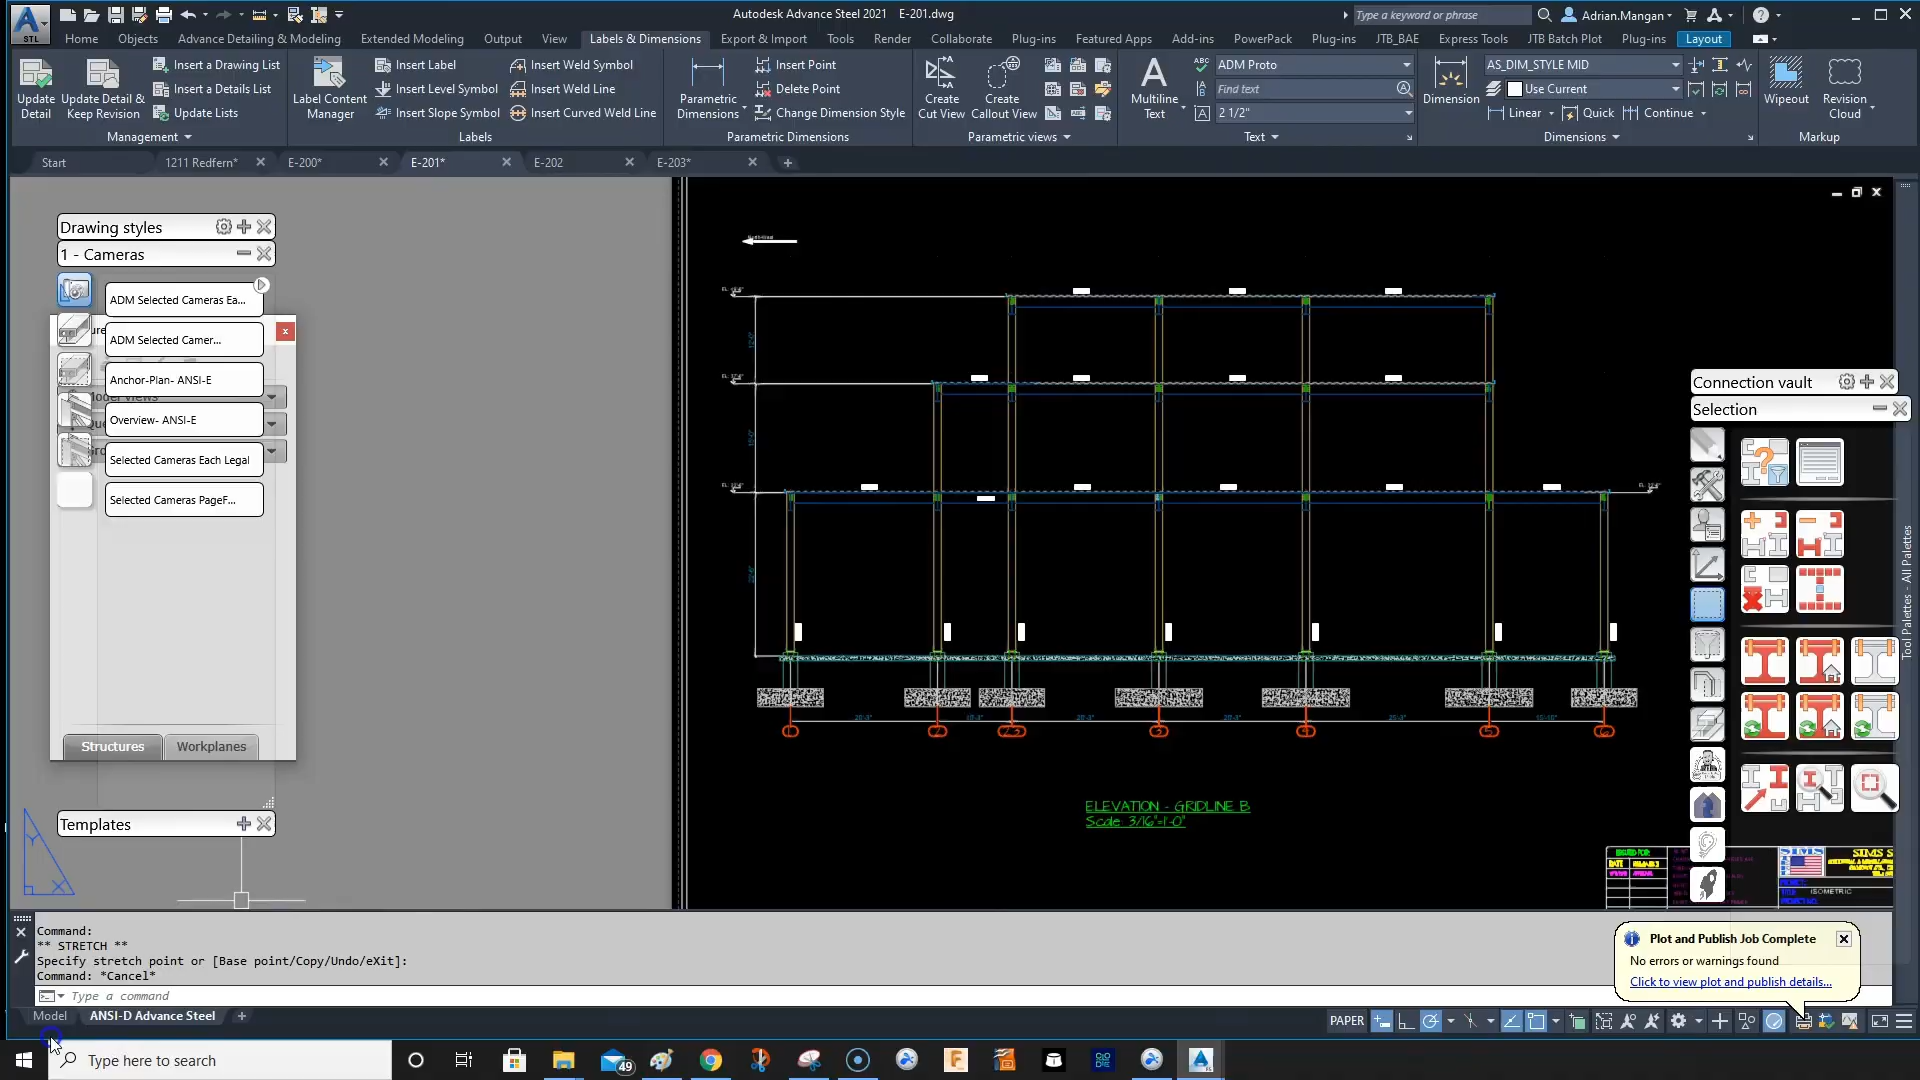 Autodesk Advance Steel 2021 E-201.dwg
Type a keyword or phrase
Adrian.Mangan
STL
Home
Objects
Advance Detailing & Modeling
Extended Modeling
Output
View
Labels & Dimensions
Export & Import
Tools
Render
Collaborate
Plug-ins
Featured Apps
Add-ins
PowerPack
Plug-ins
JTB_BAE
Express Tools
JTB Batch Plot
Plug-ins
Layout
Update Detail
Update Detail & Keep Revision
Insert a Drawing List
Insert a Details List
Update Lists
Management
Label Content Manager
Insert Label
Insert Level Symbol
Insert Slope Symbol
Insert Weld Symbol
Insert Weld Line
Insert Curved Weld Line
Labels
Parametric Dimensions
Insert Point
Delete Point
Change Dimension Style
Parametric Dimensions
Create Cut View
Create Callout View
Parametric views
Multiline Text
ABC
ADM Proto
Find text
2 1/2"
Text
Dimension
AS_DIM_STYLE MID
Use Current
Linear
Quick
Continue
Dimensions
Wipeout
Revision Cloud
Markup
Start
1211 Redfern*
E-200*
E-201*
E-202
E-203*
Drawing styles
1 - Cameras
ADM Selected Cameras Ea...
ADM Selected Camer...
Anchor-Plan- ANSI-E
Overview- ANSI-E
Selected Cameras Each Legal
Selected Cameras PageF...
Structures
Workplanes
Templates
Connection vault
Selection
Tool Palettes - All Palettes
ELEVATION - GRIDLINE B
Scale: 3/16"=1'-0"
ISOMETRIC
Command:
** STRETCH **
Specify stretch point or [Base point/Copy/Undo/eXit]:
Command: *Cancel*
Type a command
Plot and Publish Job Complete
No errors or warnings found
Click to view plot and publish details...
Model
ANSI-D Advance Steel
PAPER
Type here to search
49